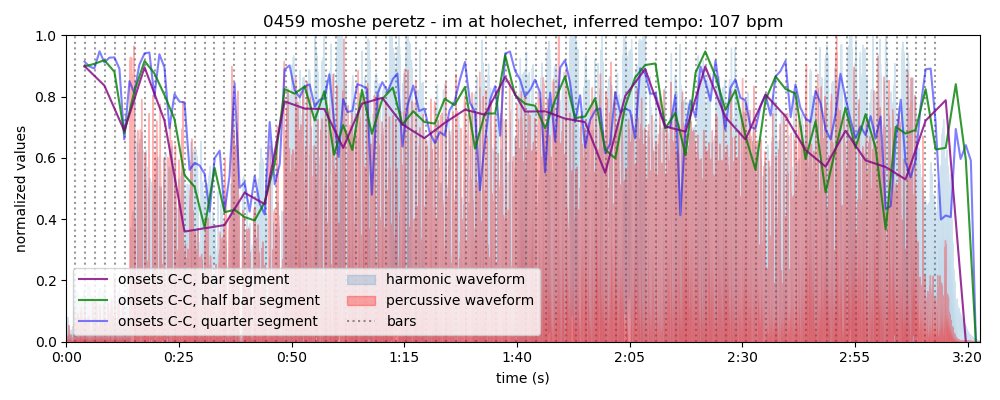 0459 moshe peretz - im at holechet, inferred tempo: 107 bpm
normalized values
1.0
0.8
0.6
0.4
0.2
0.0
onsets C-C, bar segment
onsets C-C, half bar segment
onsets C-C, quarter segment
harmonic waveform
percussive waveform
bars
0:00 0:25 0:50 1:15 1:40 2:05 2:30 2:55 3:20
time (s)